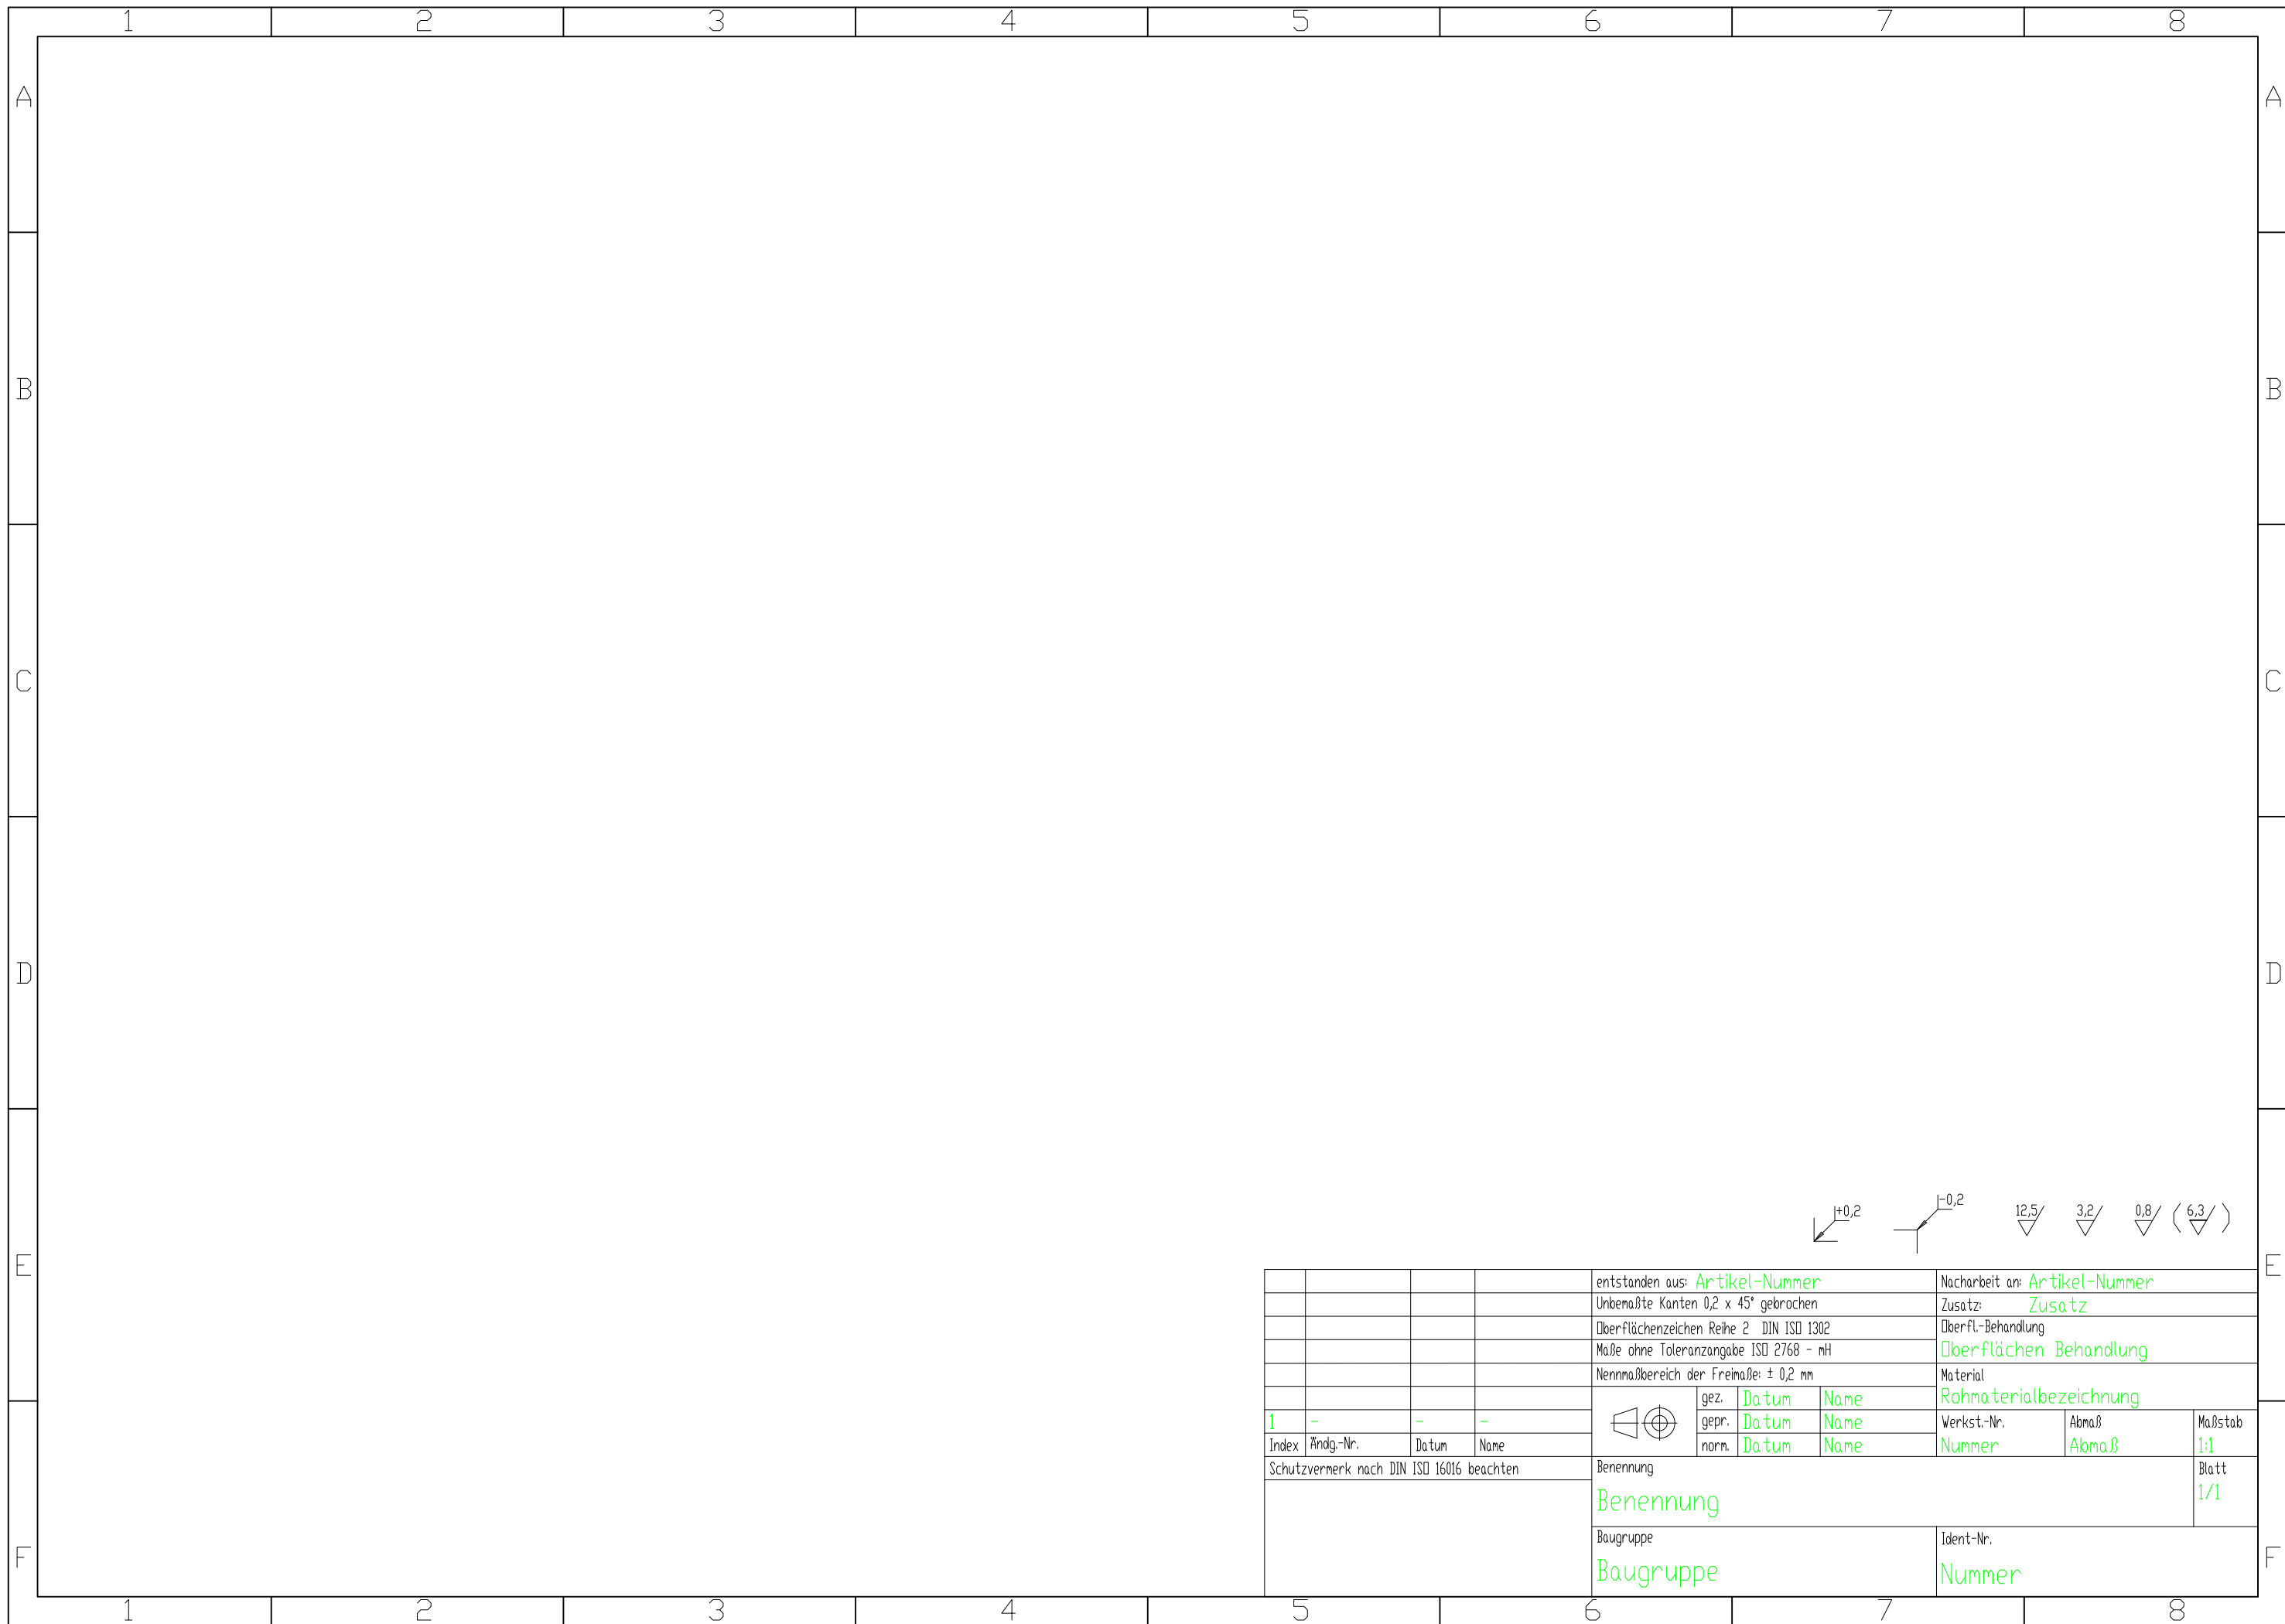 1 2 3 4 5 6 7 8
A A
B B
C C
D D
E E
F F
+0,2 -0,2 12,5 3,2 0,8 ( 6,3 )
entstanden aus: Artikel-Nummer Nacharbeit an: Artikel-Nummer
Unbemaßte Kanten 0,2 x 45° gebrochen Zusatz: Zusatz
Oberflächenzeichen Reihe 2 DIN ISO 1302 Oberfl.-Behandlung
Maße ohne Toleranzangabe ISO 2768 - mH Oberflächen Behandlung
Nennmaßbereich der Freimaße: ± 0,2 mm Material
gez. Datum Name Rohmaterialbezeichnung
1 - - - gepr. Datum Name Werkst.-Nr. Abmaß Maßstab
Index Ändg.-Nr. Datum Name norm. Datum Name Nummer Abmaß 1:1
Schutzvermerk nach DIN ISO 16016 beachten Benennung Blatt
Benennung 1/1
Baugruppe Ident-Nr.
Baugruppe Nummer
1 2 3 4 5 6 7 8